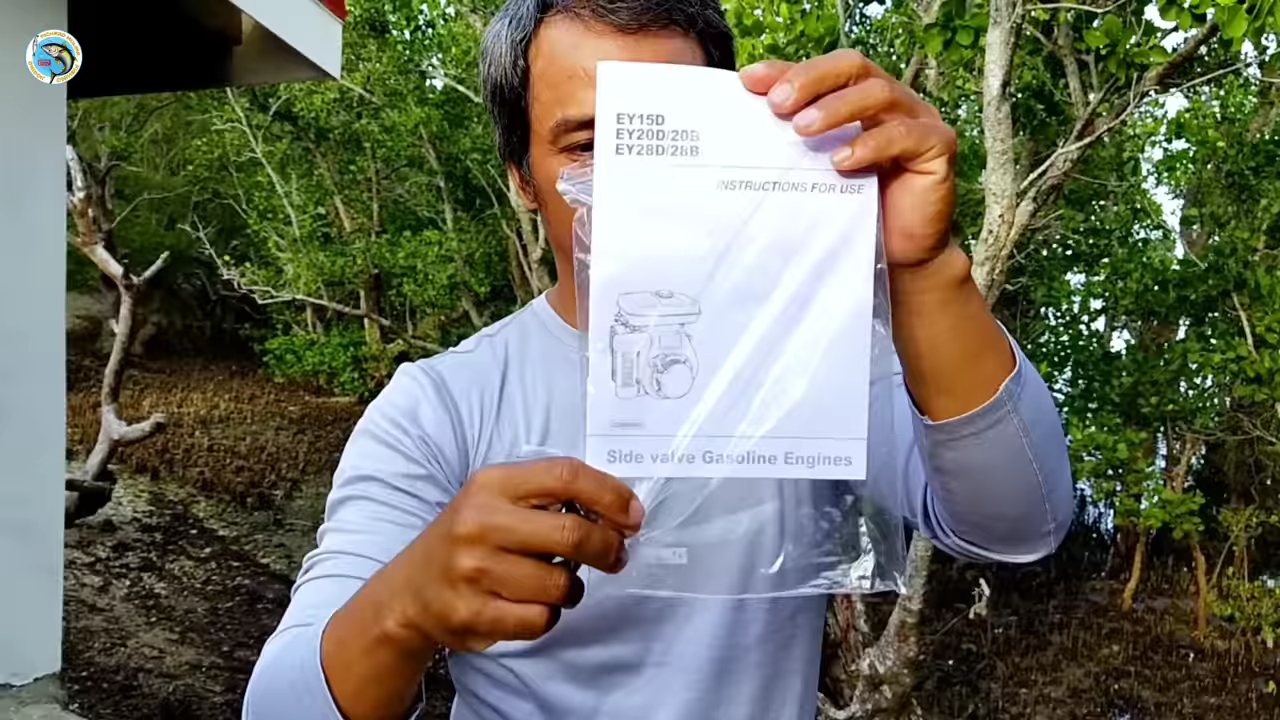 EY15D
EY20D/20B
EY28D/28B
INSTRUCTIONS FOR USE
Side valve Gasoline Engines